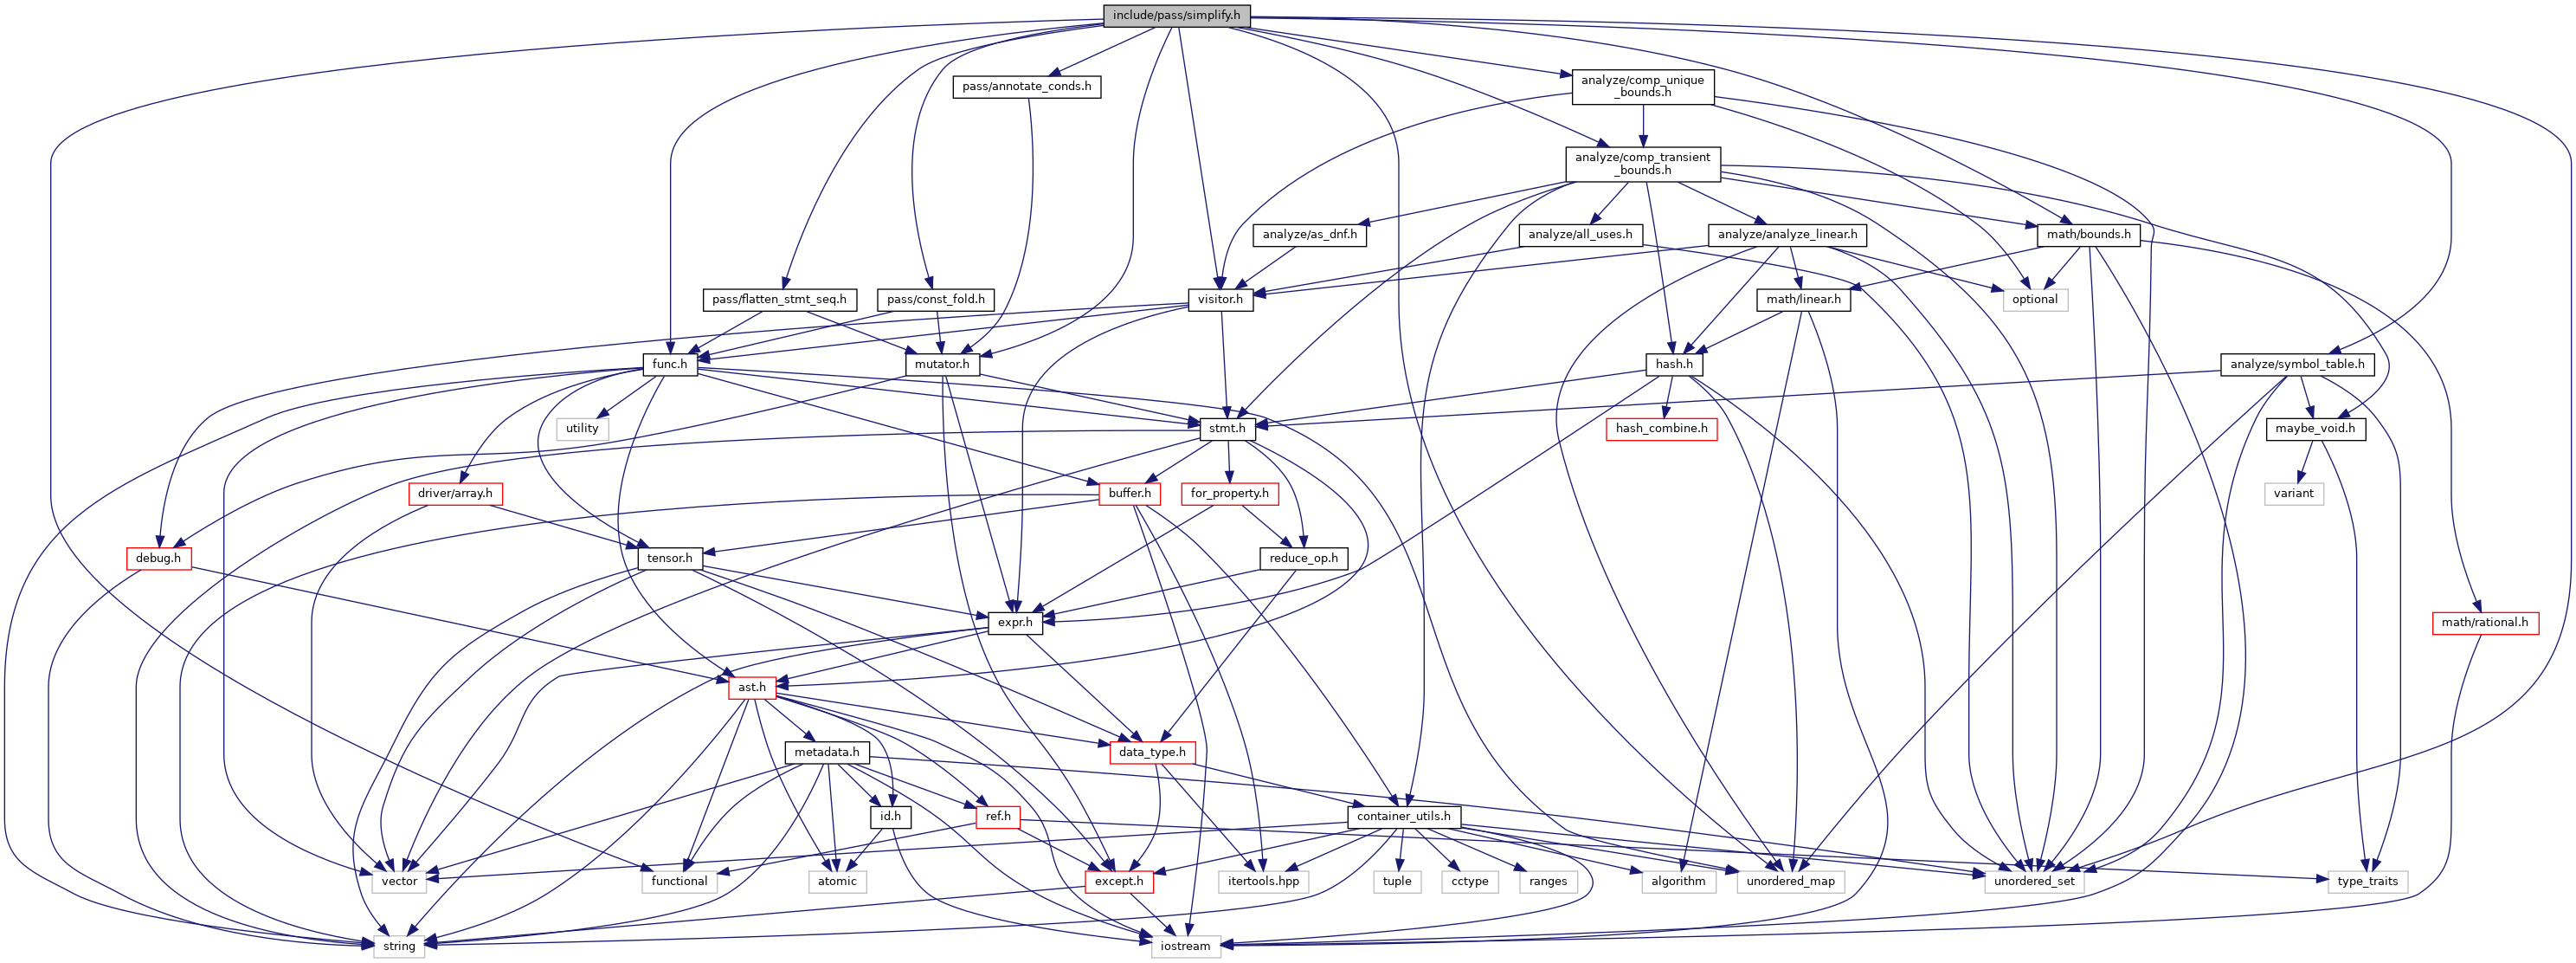 include/pass/simplify.h
pass/annotate_conds.h
analyze/comp_unique
_bounds.h
analyze/comp_transient
_bounds.h
analyze/as_dnf.h
analyze/all_uses.h
analyze/analyze_linear.h
math/bounds.h
pass/flatten_stmt_seq.h
pass/const_fold.h
visitor.h
math/linear.h
optional
func.h
mutator.h
hash.h
analyze/symbol_table.h
utility
stmt.h
hash_combine.h
maybe_void.h
driver/array.h
buffer.h
for_property.h
variant
debug.h
tensor.h
reduce_op.h
expr.h
math/rational.h
ast.h
metadata.h
data_type.h
id.h
ref.h
container_utils.h
vector
functional
atomic
except.h
itertools.hpp
tuple
cctype
ranges
algorithm
unordered_map
unordered_set
type_traits
string
iostream